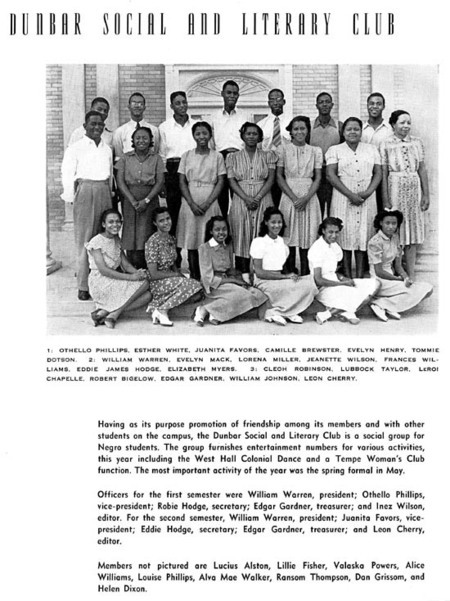 DUNBAR SOCIAL AND LITERARY CLUB
1: OTHELLO PHILLIPS, ESTHER WHITE, JUANITA FAVORS, CAMILLE BREWSTER, EVELYN HENRY, TOMMIE
DOTSON. 2: WILLIAM WARREN, EVELYN MACK, LORENA MILLER, JEANETTE WILSON, FRANCES WIL-
LIAMS, EDDIE JAMES HODGE, ELIZABETH MYERS. 3: CLEOH ROBINSON, LUBBOCK TAYLOR, LeROI
CHAPELLE, ROBERT BIGELOW, EDGAR GARDNER, WILLIAM JOHNSON, LEON CHERRY.
Having as its purpose promotion of friendship among its members and with other
students on the campus, the Dunbar Social and Literary Club is a social group for
Negro students. The group furnishes entertainment numbers for various activities,
this year including the West Hall Colonial Dance and a Tempe Woman's Club
function. The most important activity of the year was the spring formal in May.
Officers for the first semester were William Warren, president; Othello Phillips,
vice-president; Robie Hodge, secretary; Edgar Gardner, treasurer; and Inez Wilson,
editor. For the second semester, William Warren, president; Juanita Favors, vice-
president; Eddie Hodge, secretary; Edgar Gardner, treasurer; and Leon Cherry,
editor.
Members not pictured are Lucius Alston, Lillie Fisher, Valeska Powers, Alice
Williams, Louise Phillips, Alva Mae Walker, Ransom Thompson, Dan Grissom, and
Helen Dixon.